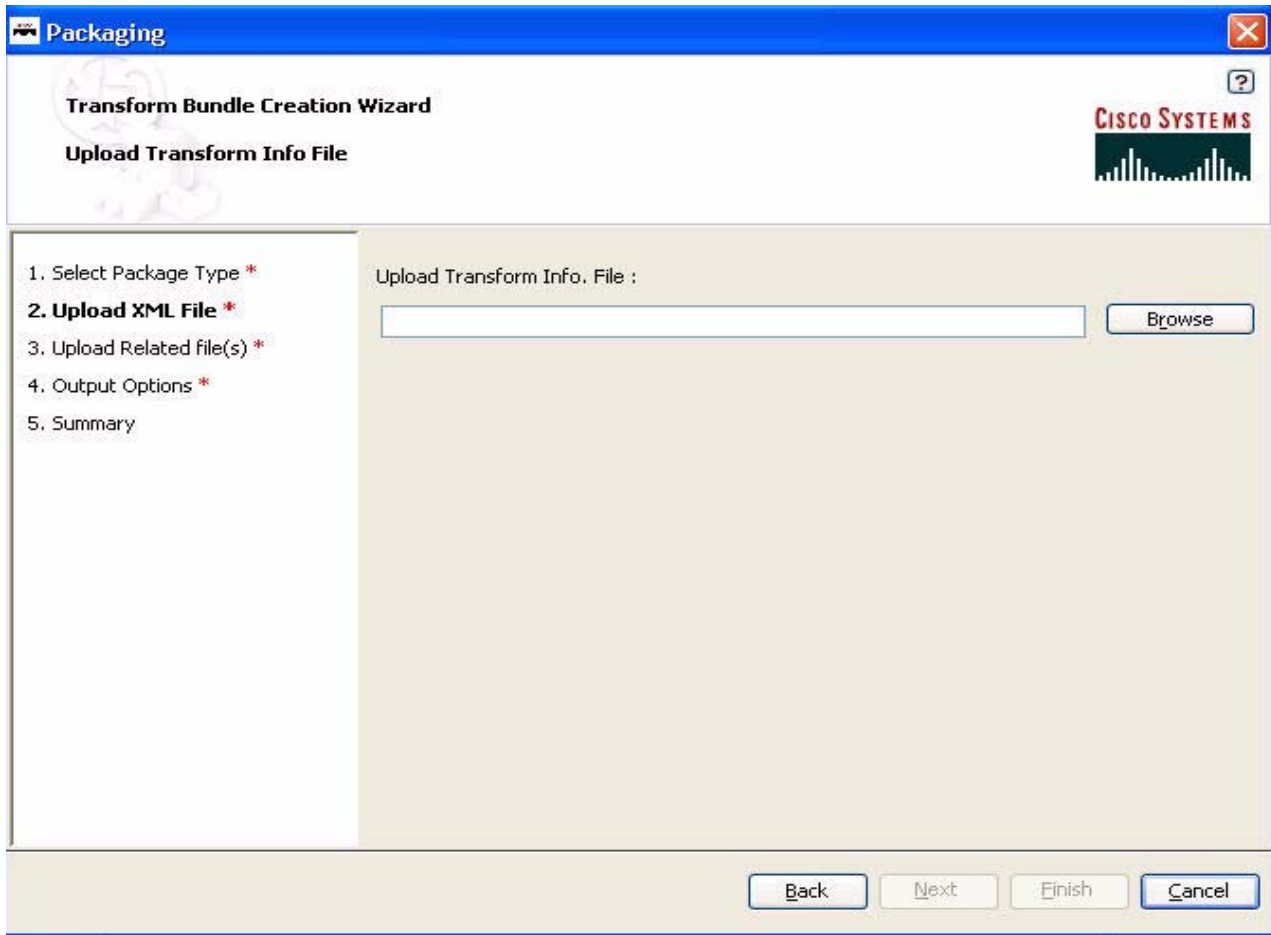 Packaging
Transform Bundle Creation Wizard
Upload Transform Info File
?
CISCO SYSTEMS
1. Select Package Type *
2. Upload XML File *
3. Upload Related file(s) *
4. Output Options *
5. Summary
Upload Transform Info. File :
Browse
Back
Next
Finish
Cancel